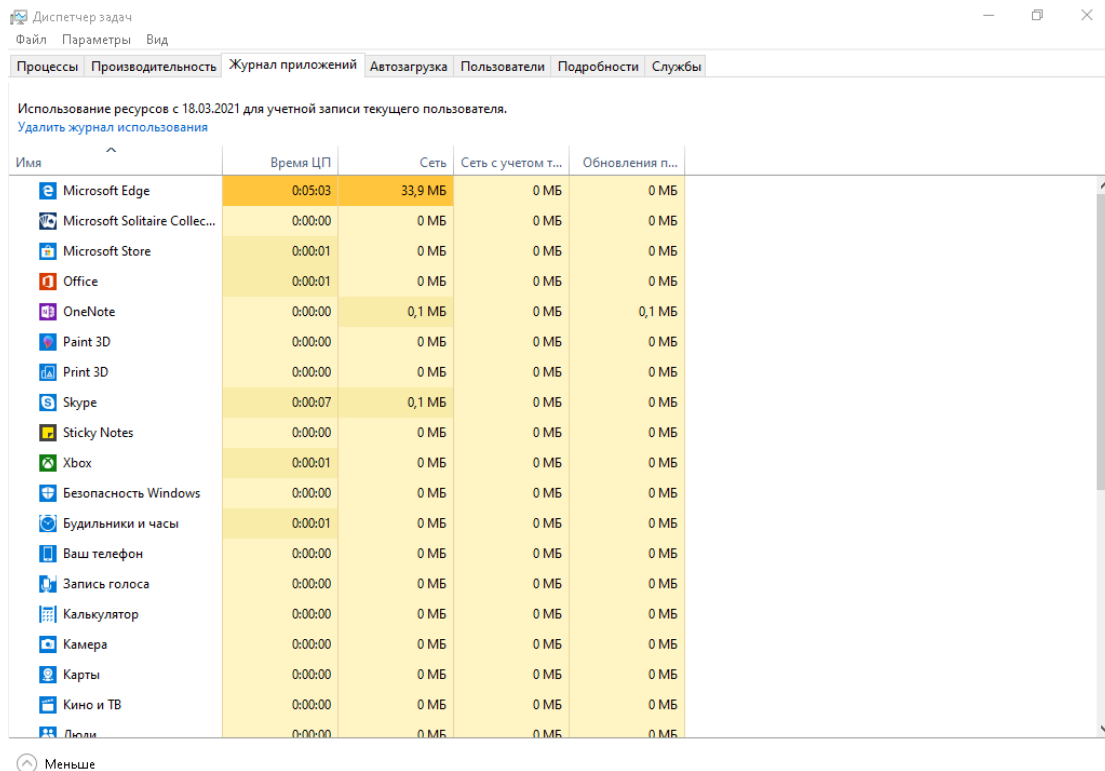 Диспетчер задач
Файл Параметры Вид
Процессы Производительность Журнал приложений Автозагрузка Пользователи Подробности Службы
Использование ресурсов с 18.03.2021 для учетной записи текущего пользователя.
Удалить журнал использования
Имя Время ЦП Сеть Сеть с учетом т... Обновления п...
Microsoft Edge 0:05:03 33,9 МБ 0 МБ 0 МБ
Microsoft Solitaire Collec... 0:00:00 0 МБ 0 МБ 0 МБ
Microsoft Store 0:00:01 0 МБ 0 МБ 0 МБ
Office 0:00:01 0 МБ 0 МБ 0 МБ
OneNote 0:00:00 0,1 МБ 0 МБ 0,1 МБ
Paint 3D 0:00:00 0 МБ 0 МБ 0 МБ
Print 3D 0:00:00 0 МБ 0 МБ 0 МБ
Skype 0:00:07 0,1 МБ 0 МБ 0 МБ
Sticky Notes 0:00:00 0 МБ 0 МБ 0 МБ
Xbox 0:00:01 0 МБ 0 МБ 0 МБ
Безопасность Windows 0:00:00 0 МБ 0 МБ 0 МБ
Будильники и часы 0:00:01 0 МБ 0 МБ 0 МБ
Ваш телефон 0:00:00 0 МБ 0 МБ 0 МБ
Запись голоса 0:00:00 0 МБ 0 МБ 0 МБ
Калькулятор 0:00:00 0 МБ 0 МБ 0 МБ
Камера 0:00:00 0 МБ 0 МБ 0 МБ
Карты 0:00:00 0 МБ 0 МБ 0 МБ
Кино и ТВ 0:00:00 0 МБ 0 МБ 0 МБ
Люди 0:00:00 0 МБ 0 МБ 0 МБ
Меньше